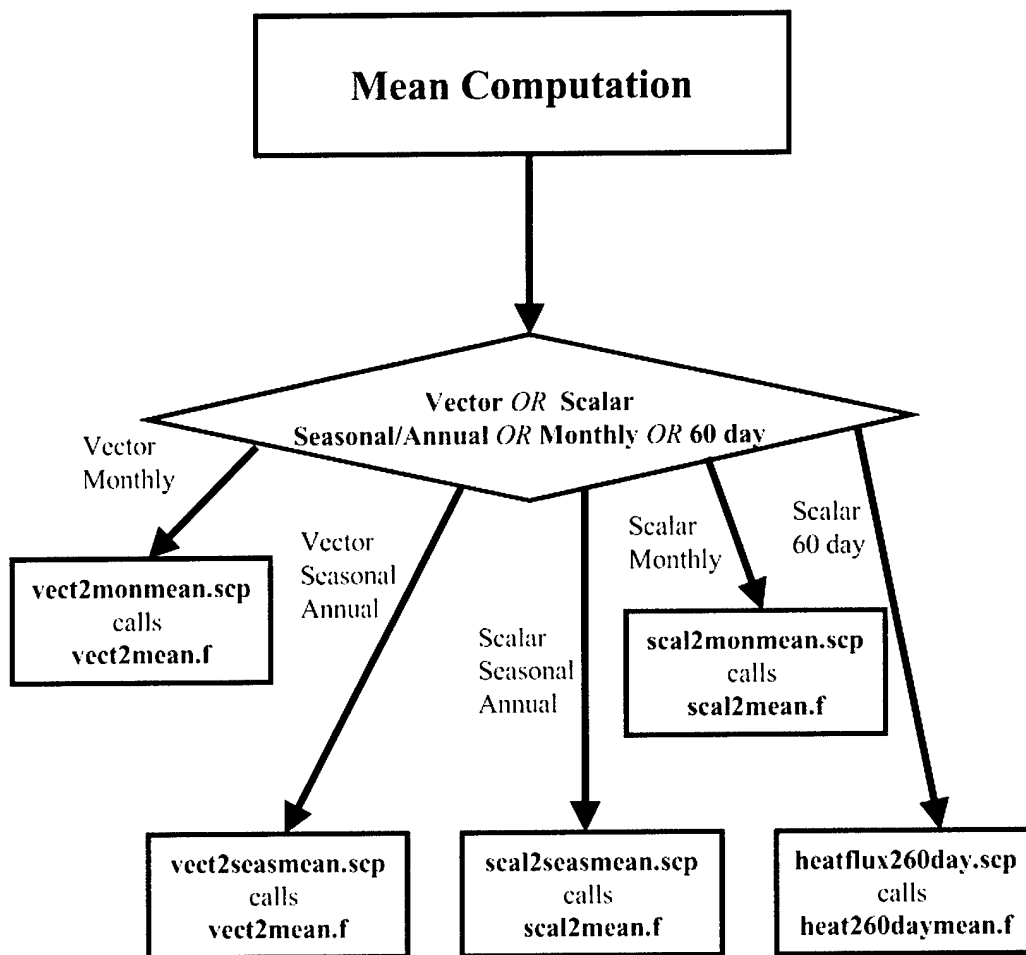 Mean Computation
Vector OR Scalar
Seasonal/Annual OR Monthly OR 60 day
Vector
Monthly
Vector
Seasonal
Annual
Scalar
Seasonal
Annual
Scalar
Monthly
Scalar
60 day
vect2monmean.scp
calls
vect2mean.f
scal2monmean.scp
calls
scal2mean.f
vect2seasmean.scp
calls
vect2mean.f
scal2seasmean.scp
calls
scal2mean.f
heatflux260day.scp
calls
heat260daymean.f